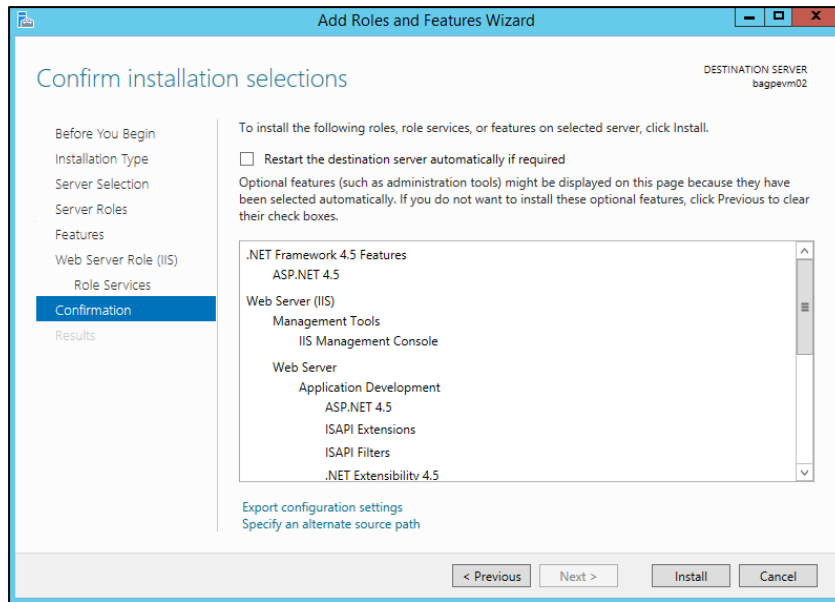 Add Roles and Features Wizard
Confirm installation selections
DESTINATION SERVER
bagpevm02
Before You Begin
Installation Type
Server Selection
Server Roles
Features
Web Server Role (IIS)
Role Services
Confirmation
Results
To install the following roles, role services, or features on selected server, click Install.
Restart the destination server automatically if required
Optional features (such as administration tools) might be displayed on this page because they have
been selected automatically. If you do not want to install these optional features, click Previous to clear
their check boxes.
.NET Framework 4.5 Features
ASP.NET 4.5
Web Server (IIS)
Management Tools
IIS Management Console
Web Server
Application Development
ASP.NET 4.5
ISAPI Extensions
ISAPI Filters
.NET Extensibility 4.5
Export configuration settings
Specify an alternate source path
< Previous
Next >
Install
Cancel